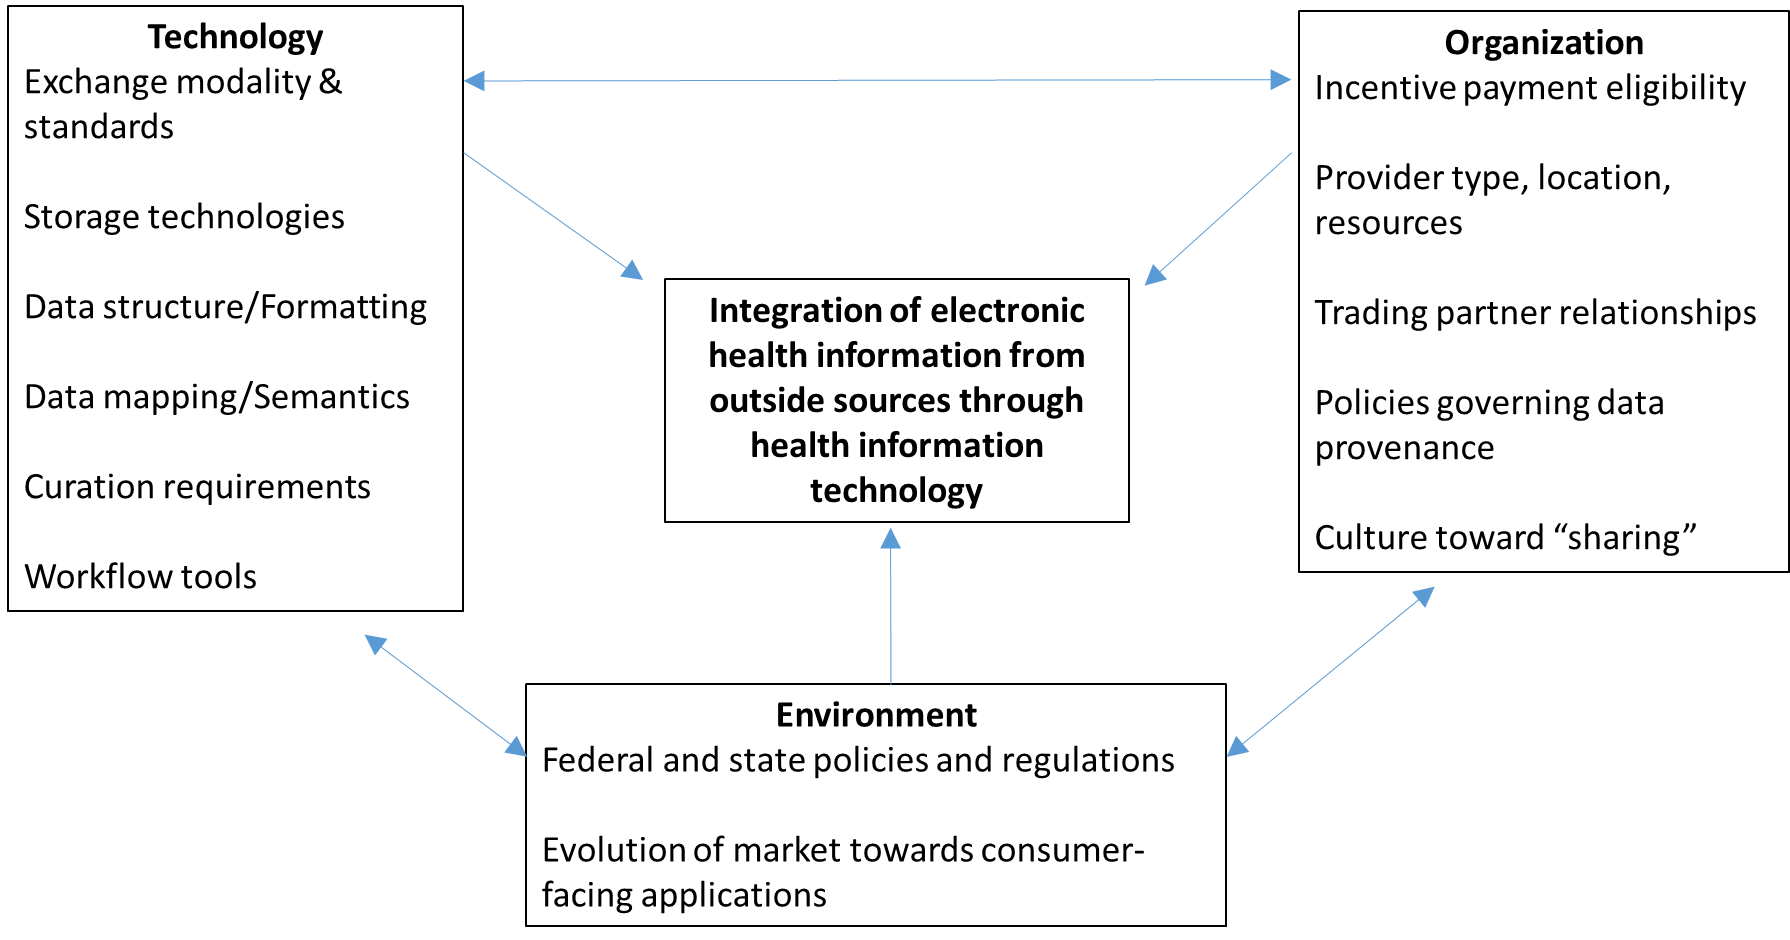 Technology
Exchange modality &
standards
Storage technologies
Data structure/Formatting
Data mapping/Semantics
Curation requirements
Workflow tools
Organization
Incentive payment eligibility
Provider type, location,
resources
Trading partner relationships
Policies governing data
provenance
Culture toward “sharing”
Integration of electronic
health information from
outside sources through
health information
technology
Environment
Federal and state policies and regulations
Evolution of market towards consumer-
facing applications